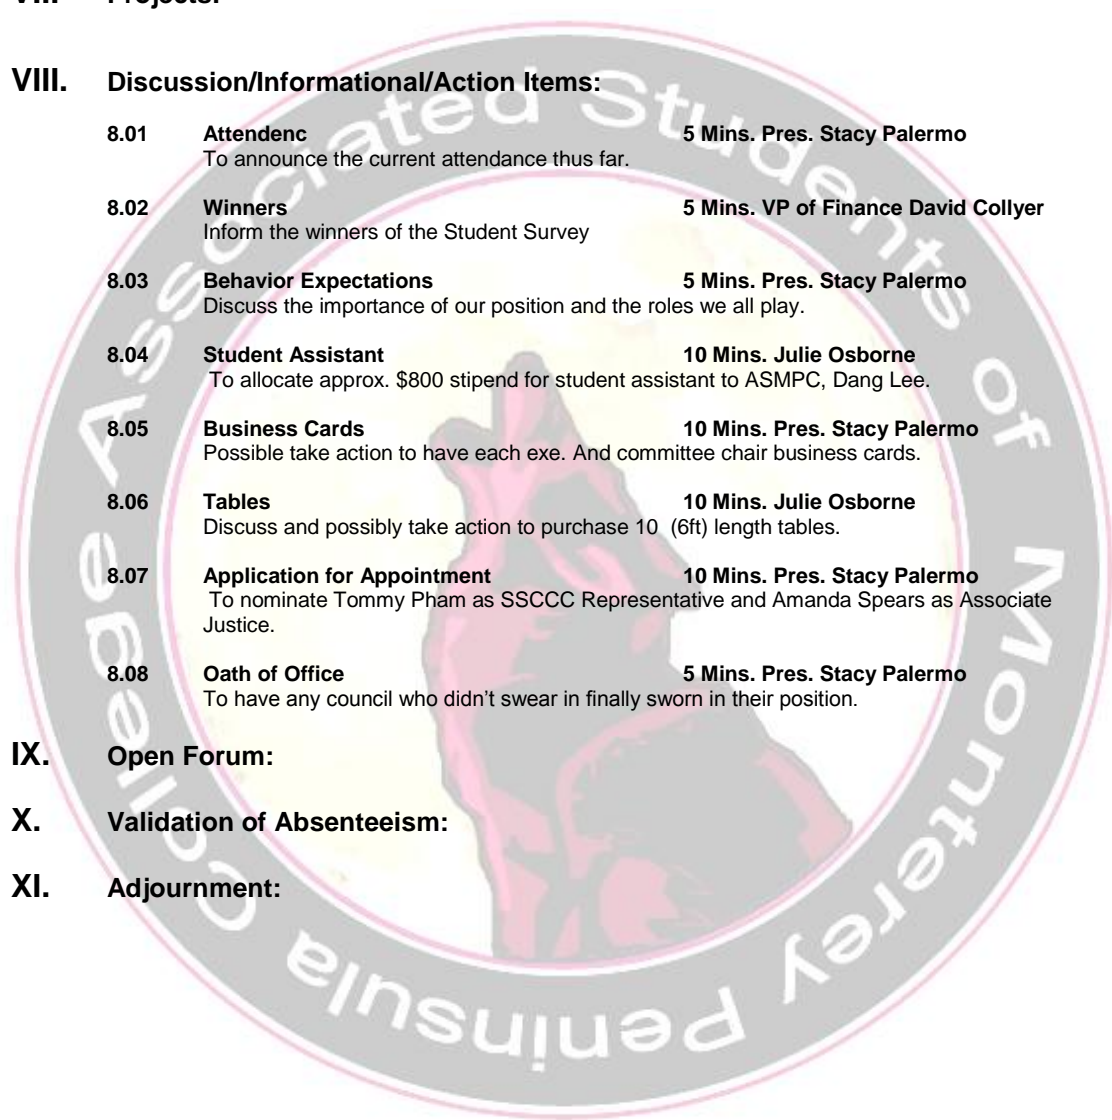 VIII. Projects:
VIII. Discussion/Informational/Action Items:
8.01 Attendenc 5 Mins. Pres. Stacy Palermo
To announce the current attendance thus far.
8.02 Winners 5 Mins. VP of Finance David Collyer
Inform the winners of the Student Survey
8.03 Behavior Expectations 5 Mins. Pres. Stacy Palermo
Discuss the importance of our position and the roles we all play.
8.04 Student Assistant 10 Mins. Julie Osborne
To allocate approx. $800 stipend for student assistant to ASMPC, Dang Lee.
8.05 Business Cards 10 Mins. Pres. Stacy Palermo
Possible take action to have each exe. And committee chair business cards.
8.06 Tables 10 Mins. Julie Osborne
Discuss and possibly take action to purchase 10 (6ft) length tables.
8.07 Application for Appointment 10 Mins. Pres. Stacy Palermo
To nominate Tommy Pham as SSCCC Representative and Amanda Spears as Associate
Justice.
8.08 Oath of Office 5 Mins. Pres. Stacy Palermo
To have any council who didn’t swear in finally sworn in their position.
IX. Open Forum:
X. Validation of Absenteeism:
XI. Adjournment:
Associated Students of Monterey Peninsula College